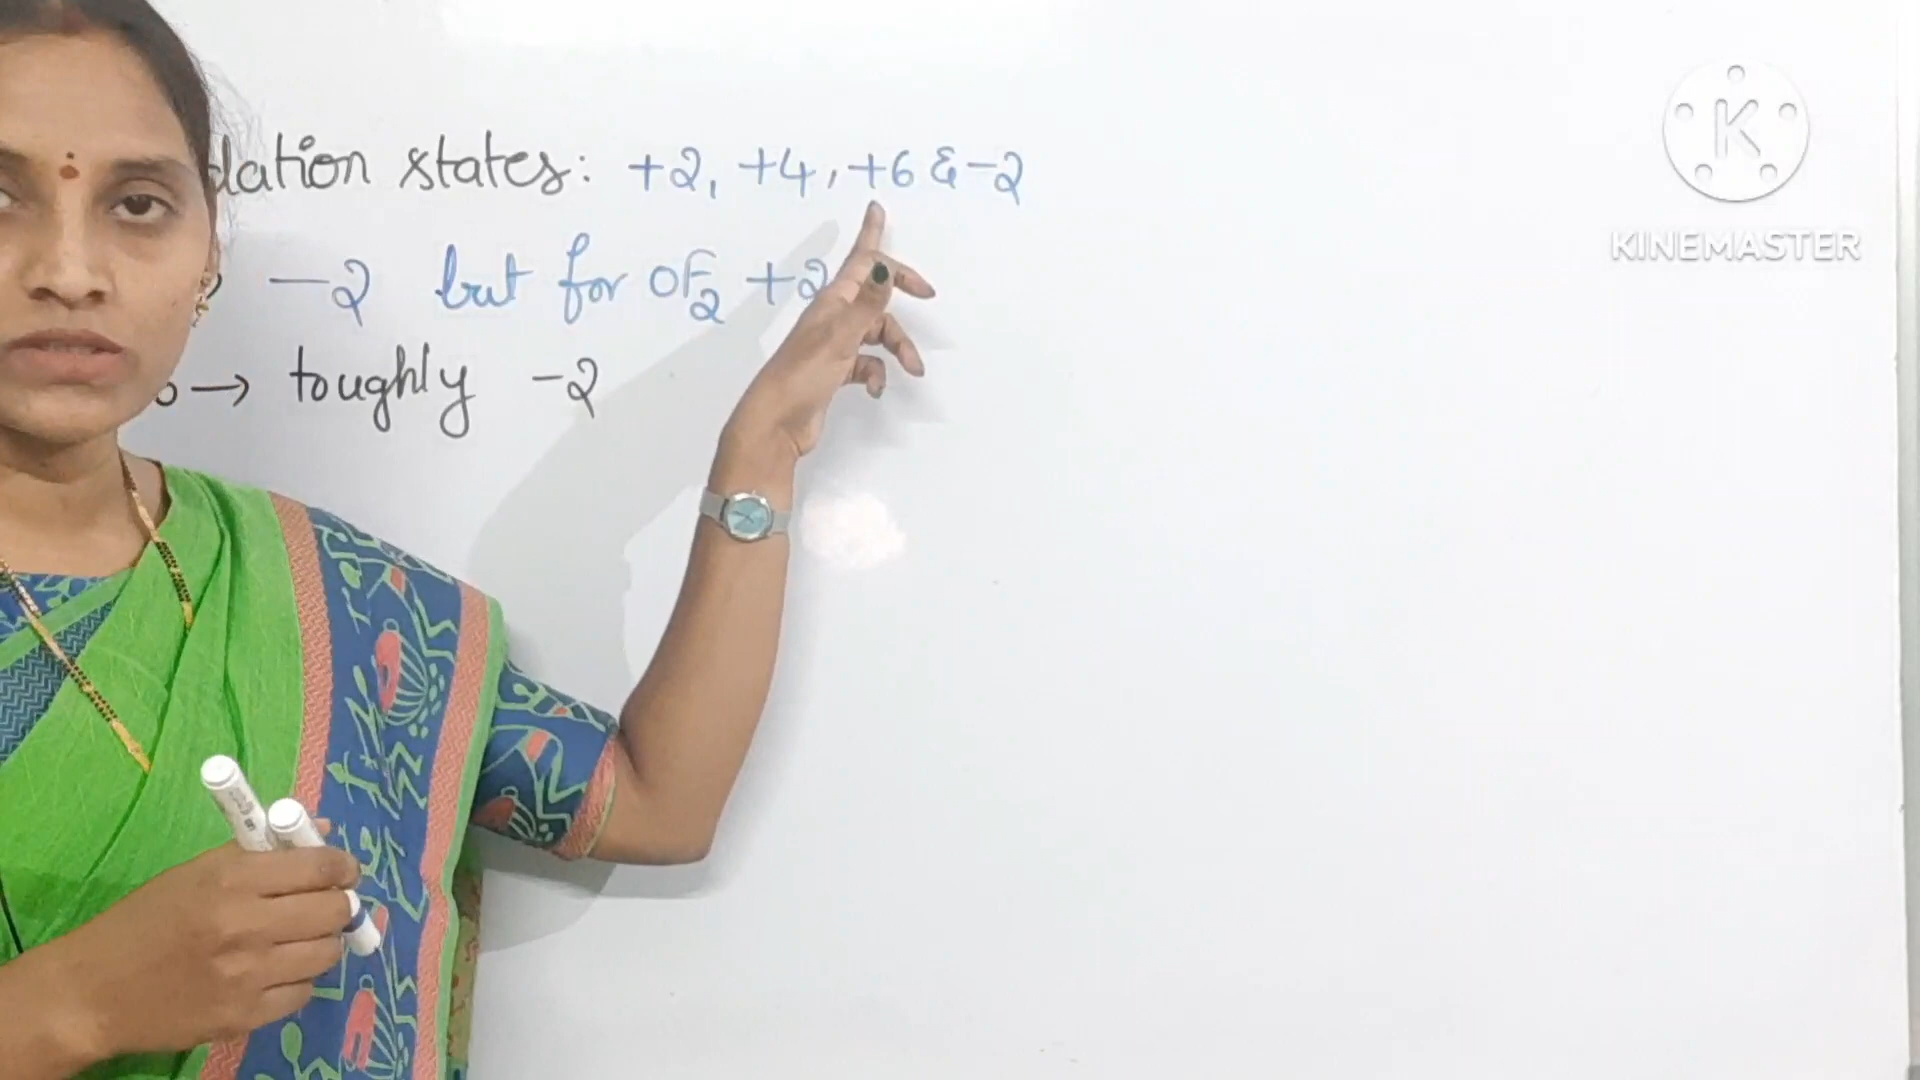 dation states: +2, +4, +6 & -2
-2 but for OF2 +2
o → toughly -2
K
KINEMASTER